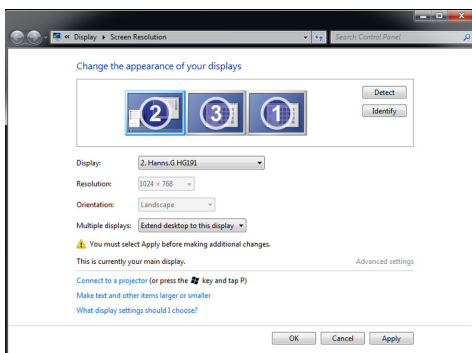 « Display ▸ Screen Resolution
Search Control Panel
Change the appearance of your displays
2 3 1
Detect
Identify
Display: 2. Hanns.G HG191
Resolution: 1024 × 768
Orientation: Landscape
Multiple displays: Extend desktop to this display
You must select Apply before making additional changes.
This is currently your main display. Advanced settings
Connect to a projector (or press the key and tap P)
Make text and other items larger or smaller
What display settings should I choose?
OK Cancel Apply